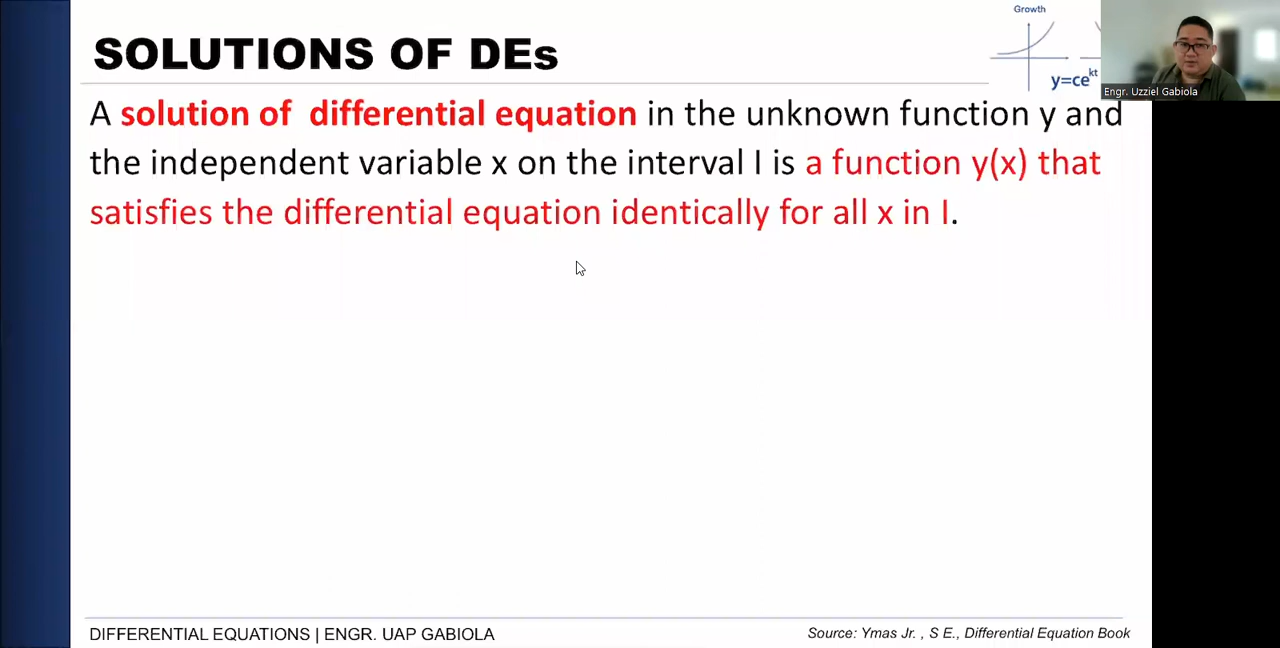 Growth
SOLUTIONS OF DEs
y=ce^kt
Engr. Uzziel Gabiola
A solution of differential equation in the unknown function y and
the independent variable x on the interval I is a function y(x) that
satisfies the differential equation identically for all x in I.
DIFFERENTIAL EQUATIONS | ENGR. UAP GABIOLA
Source: Ymas Jr. , S E., Differential Equation Book